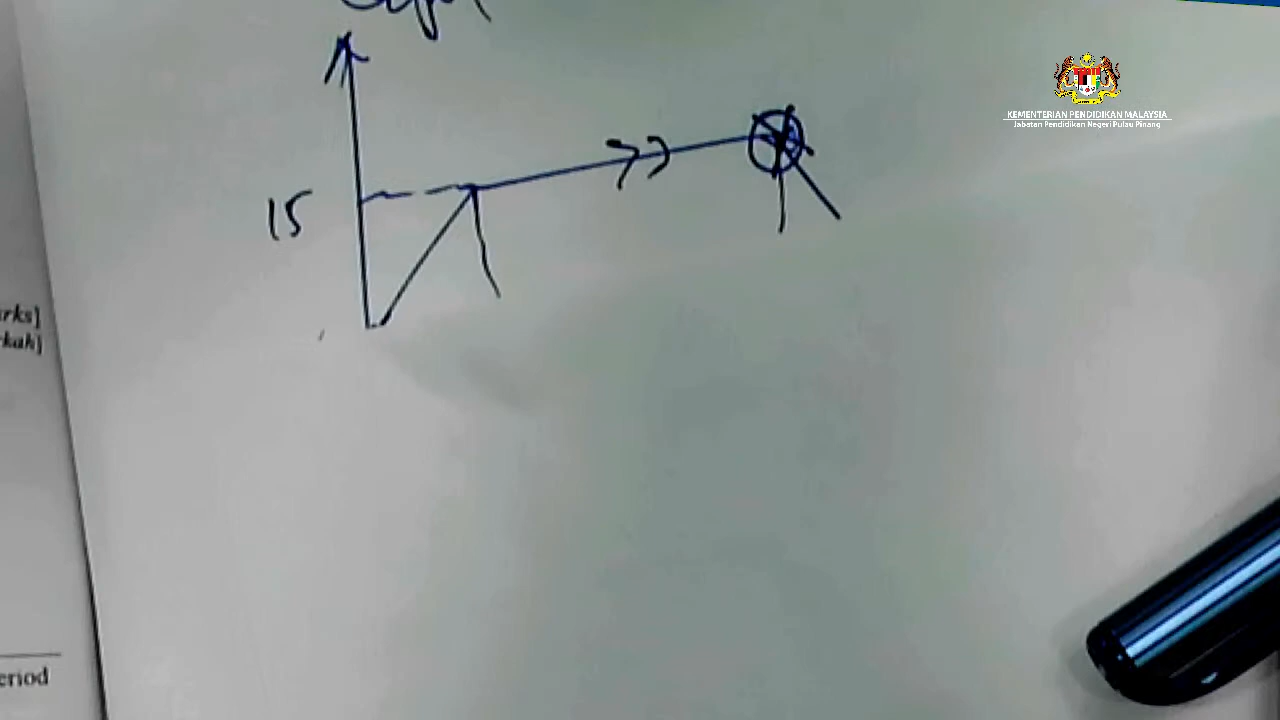 KEMENTERIAN PENDIDIKAN MALAYSIA
Jabatan Pendidikan Negeri Pulau Pinang
15
rks]
kah]
eriod